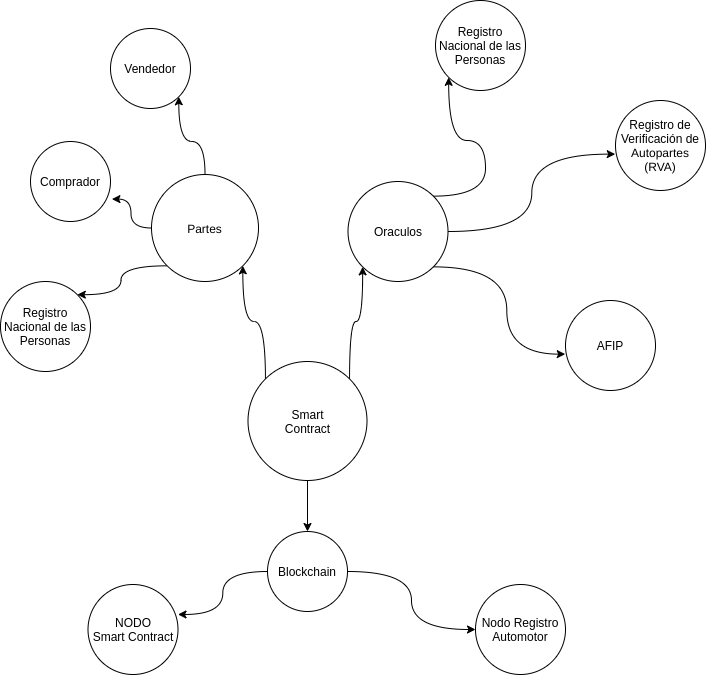 Registro
Nacional de las
Personas
Vendedor
Registro de
Verificación de
Autopartes
(RVA)
Comprador
Partes
Oraculos
Registro
Nacional de las
Personas
AFIP
Smart
Contract
Blockchain
NODO
Smart Contract
Nodo Registro
Automotor